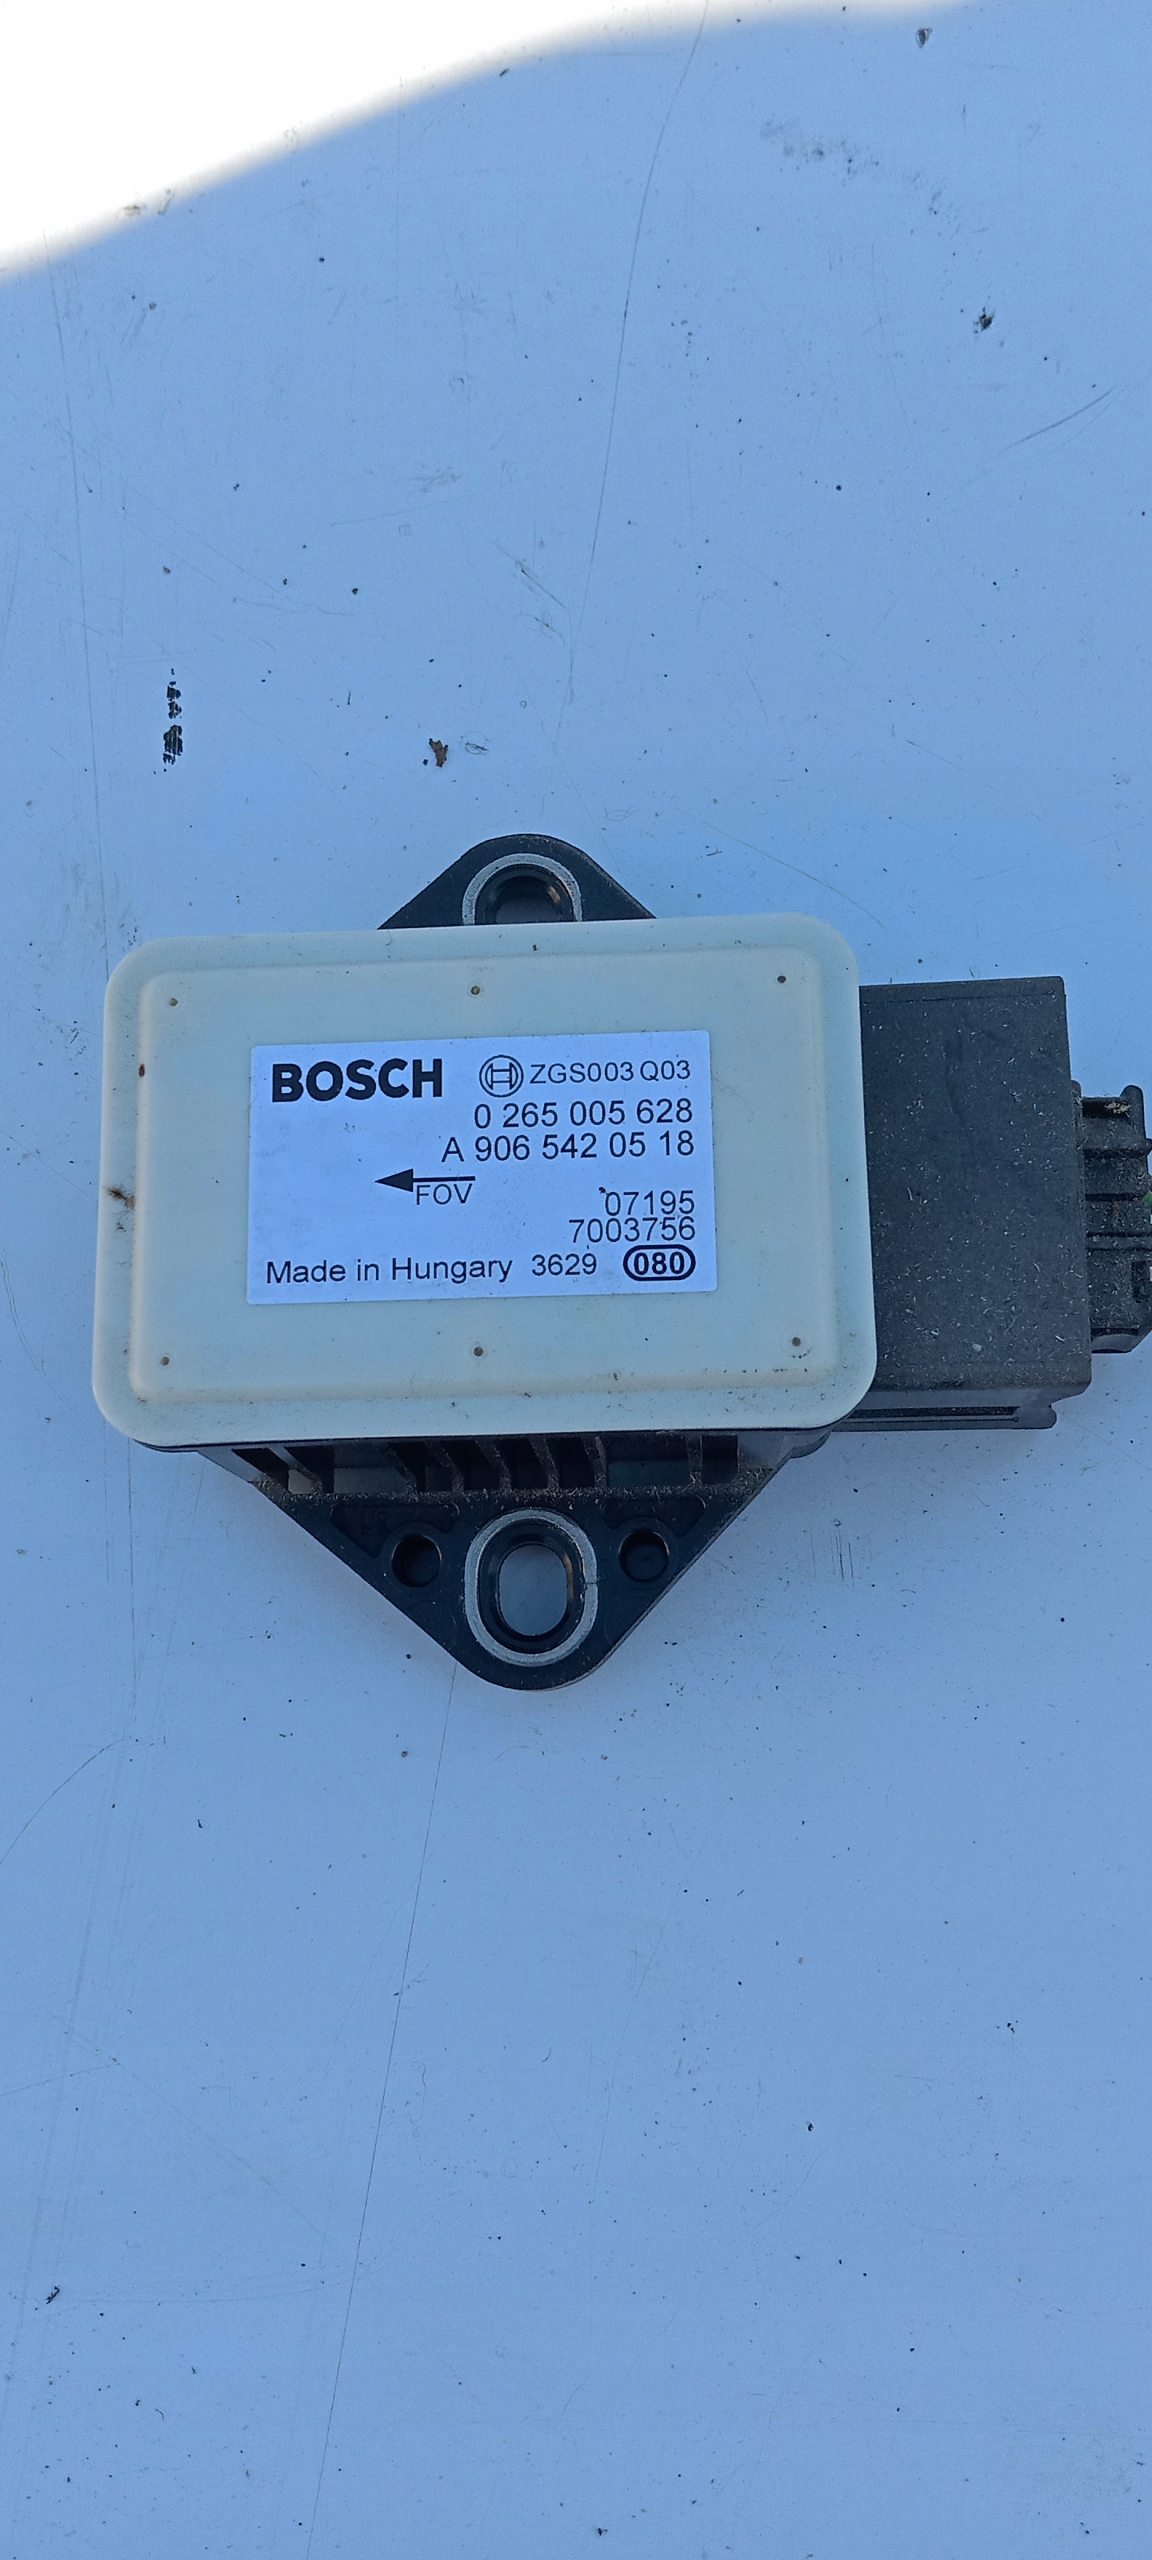 BOSCH ZGS003 Q03
0 265 005 628
A 906 542 05 18
FOV
07195
7003756
Made in Hungary 3629 080